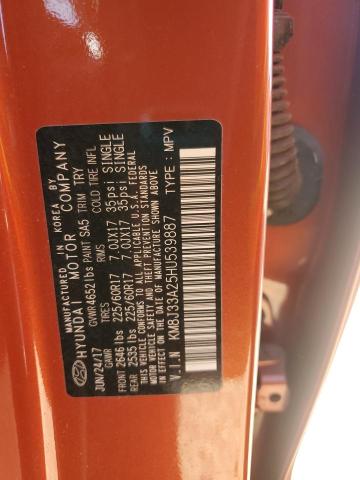 MANUFACTURED IN KOREA BY
HYUNDAI MOTOR COMPANY
GVWR 4652 lbs PAINT SA5 TRIM TRY
JUN/24/17 TIRES RIMS COLD TIRE INFL
FRONT 2646 lbs 225/60R17 7.0JX17 35psi SINGLE
REAR 2535 lbs 225/60R17 7.0JX17 35psi SINGLE
THIS VEHICLE CONFORMS TO ALL APPLICABLE U.S.A. FEDERAL
MOTOR VEHICLE SAFETY, BUMPER, AND THEFT PREVENTION STANDARDS
IN EFFECT ON THE DATE OF MANUFACTURE SHOWN ABOVE.
V.I.N KM8J33A25HU539887 TYPE : MPV